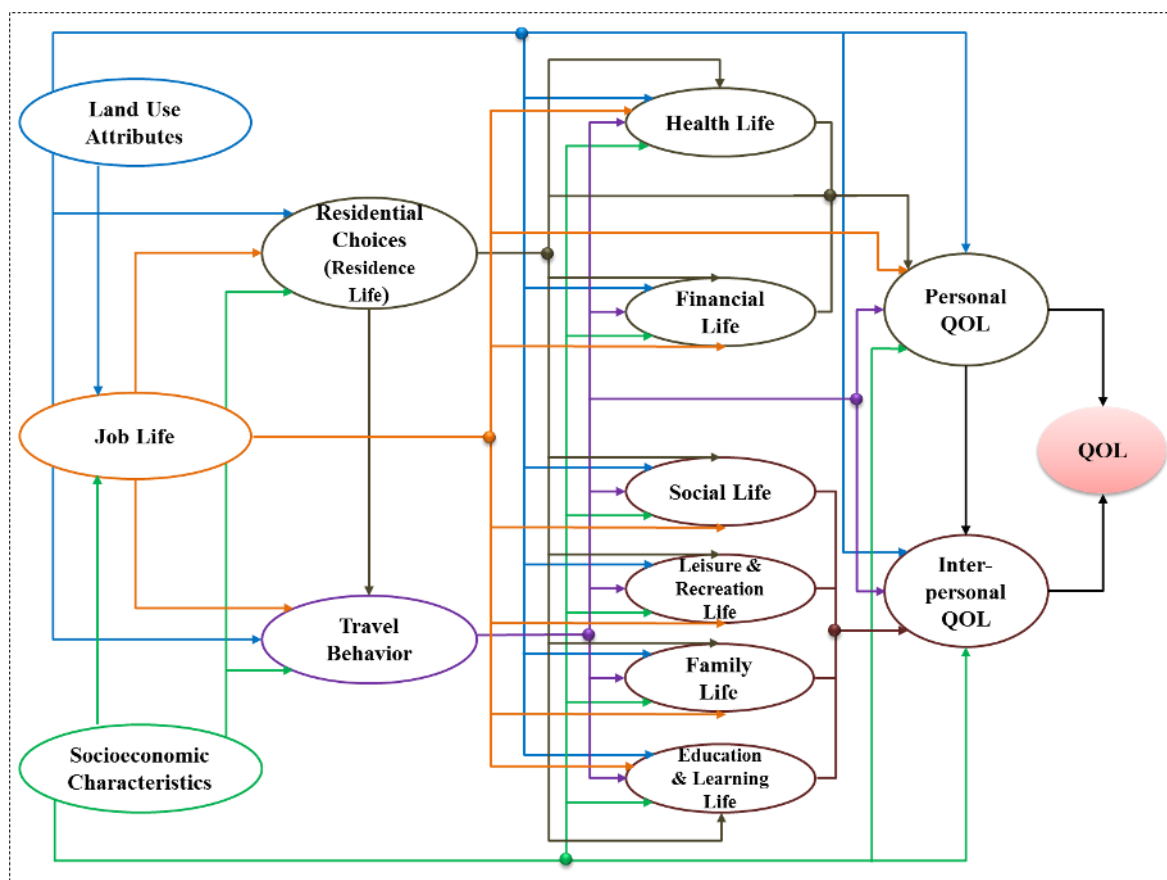 Land Use
Attributes
Health Life
Residential
Choices
(Residence
Life)
Financial
Life
Personal
QOL
Job Life
QOL
Social Life
Leisure &
Recreation
Life
Inter-
personal
QOL
Travel
Behavior
Family
Life
Socioeconomic
Characteristics
Education
& Learning
Life